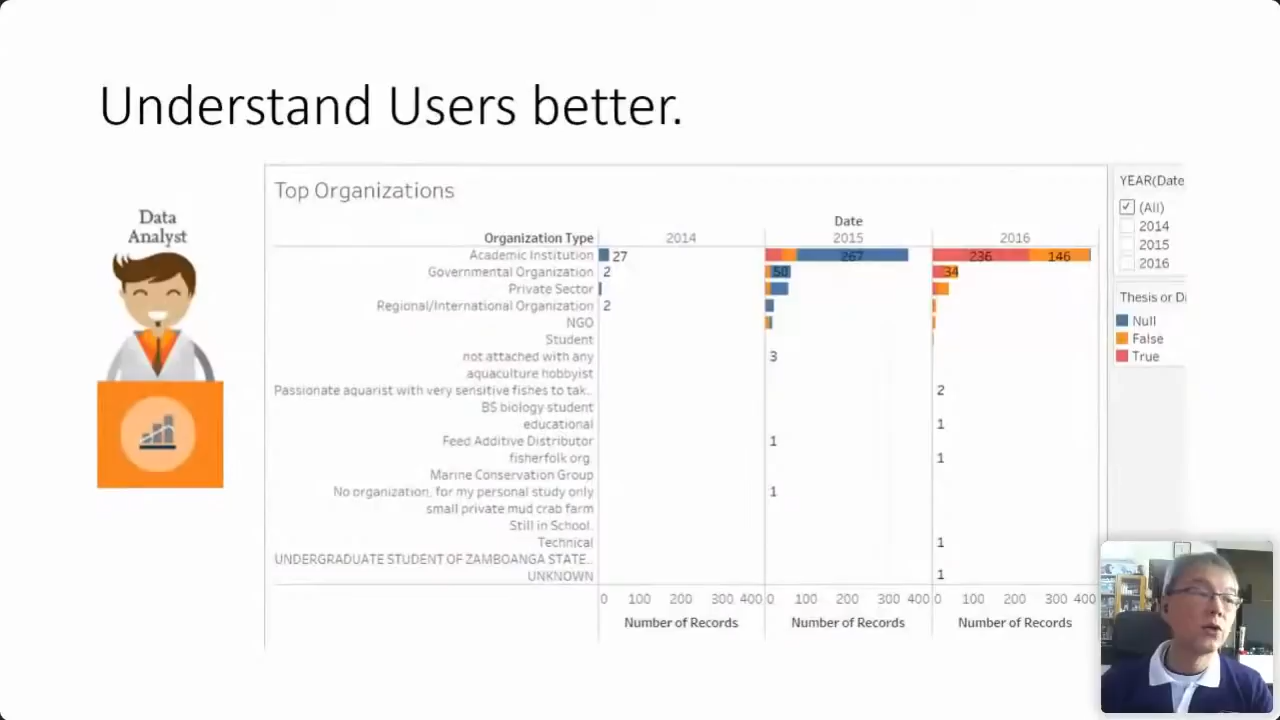 Understand Users better.
Data
Analyst
Top Organizations
Date
Organization Type 2014 2015 2016
Academic Institution 27 267 236 146
Governmental Organization 2 50 34
Private Sector
Regional/International Organization 2
NGO
Student
not attached with any 3
aquaculture hobbyist
Passionate aquarist with very sensitive fishes to tak.. 2
BS biology student
educational 1
Feed Additive Distributor 1
fisherfolk org. 1
Marine Conservation Group
No organization, for my personal study only 1
small private mud crab farm
Still in School.
Technical 1
UNDERGRADUATE STUDENT OF ZAMBOANGA STATE..
UNKNOWN 1
0 100 200 300 400 0 100 200 300 400 0 100 200 300 400
Number of Records Number of Records Number of Records
YEAR(Date
(All)
2014
2015
2016
Thesis or Di
Null
False
True